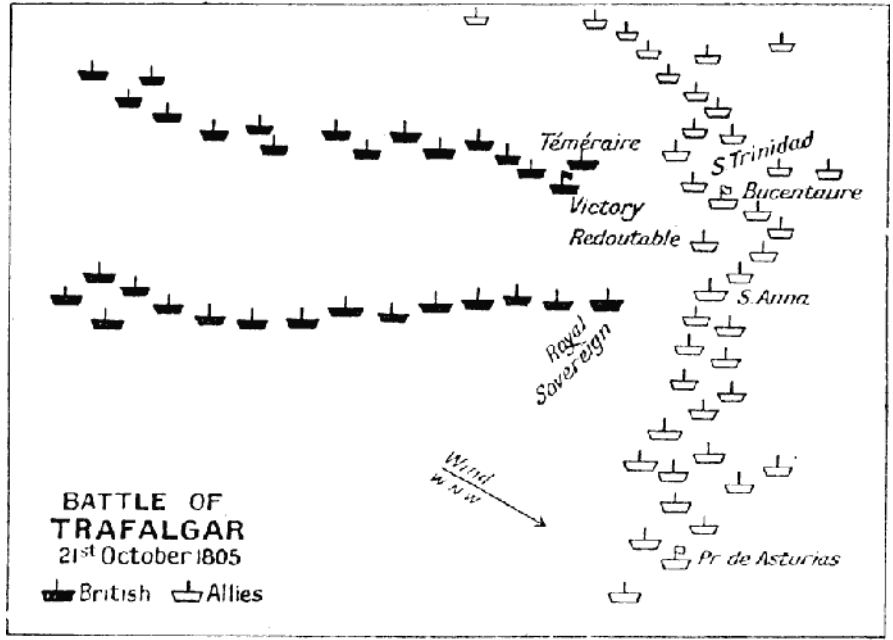 Téméraire
S Trinidad
Bucentaure
Victory
Redoutable
S. Anna
Royal
Sovereign
Wind
W N W
BATTLE OF
TRAFALGAR
21st October 1805
British Allies
Pr. de Asturias